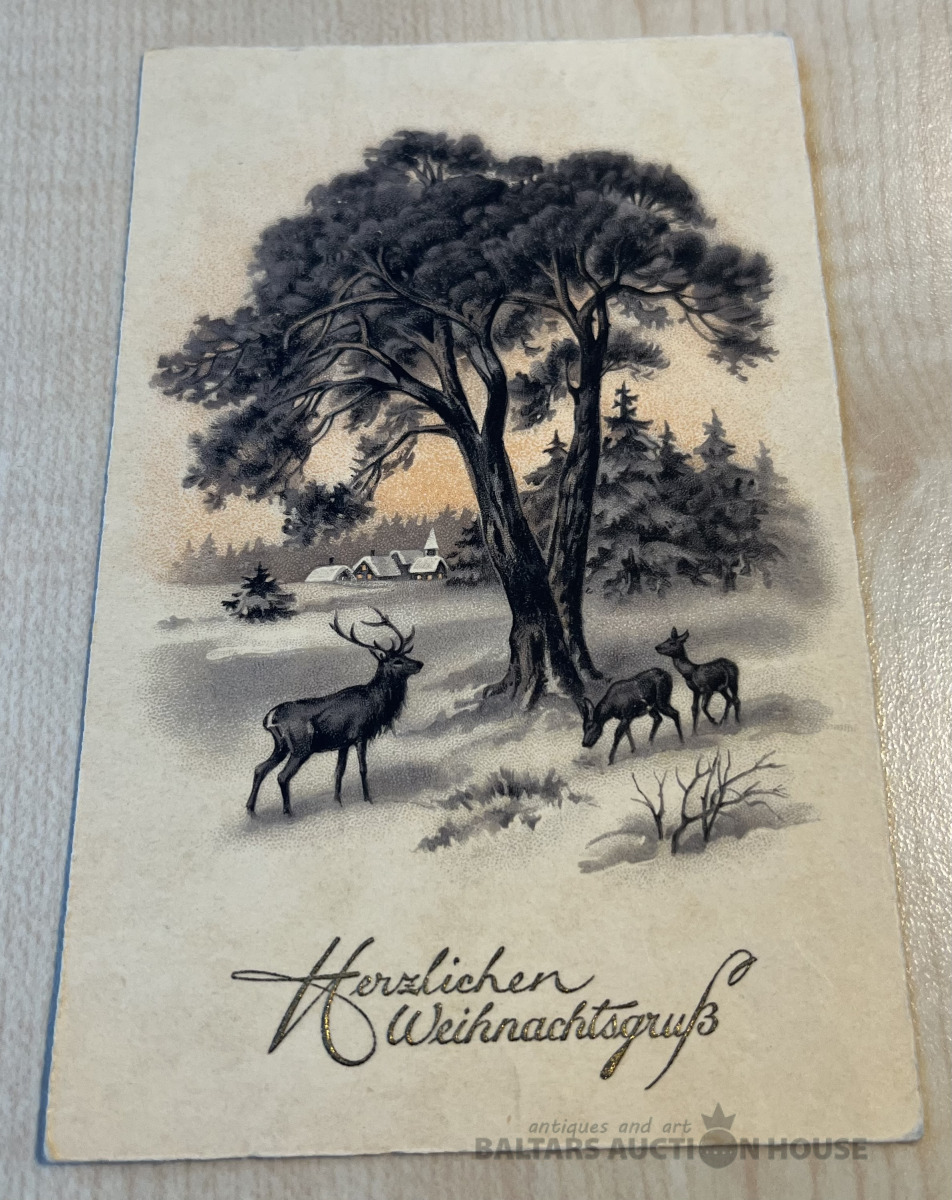 Herzlichen
Weihnachtsgruß
antiques and art
BALTARS AUCTION HOUSE